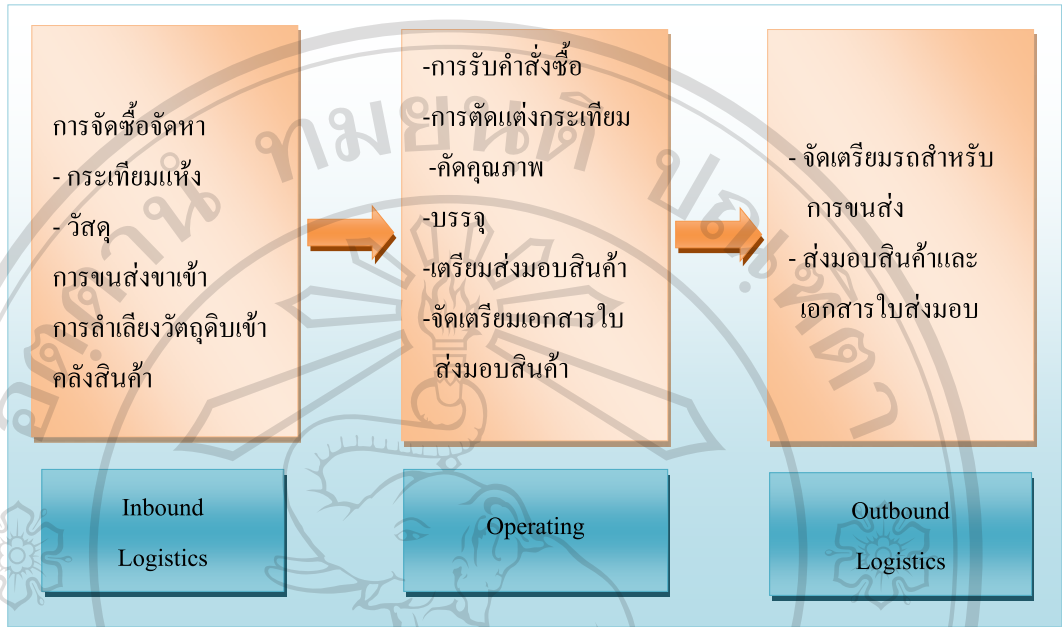 การจัดซื้อจัดหา
- กระเทียมแห้ง
- วัสดุ
การขนส่งขาเข้า
การลำเลียงวัตถุดิบเข้า
คลังสินค้า
-การรับคำสั่งซื้อ
-การตัดแต่งกระเทียม
-คัดคุณภาพ
-บรรจุ
-เตรียมส่งมอบสินค้า
-จัดเตรียมเอกสารใบ
ส่งมอบสินค้า
- จัดเตรียมรถสำหรับ
การขนส่ง
- ส่งมอบสินค้าและ
เอกสารใบส่งมอบ
Inbound
Logistics
Operating
Outbound
Logistics